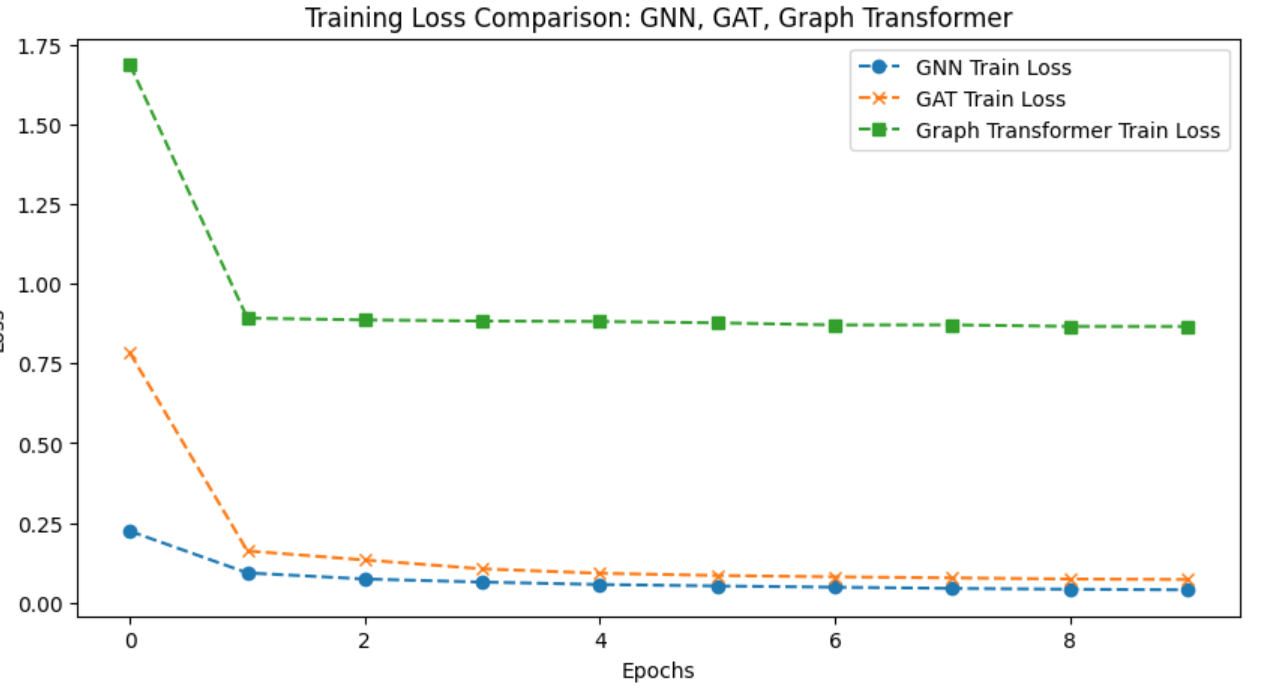 Training Loss Comparison: GNN, GAT, Graph Transformer
1.75
1.50
1.25
1.00
0.75
0.50
0.25
0.00
GNN Train Loss
GAT Train Loss
Graph Transformer Train Loss
0 2 4 6 8
Epochs